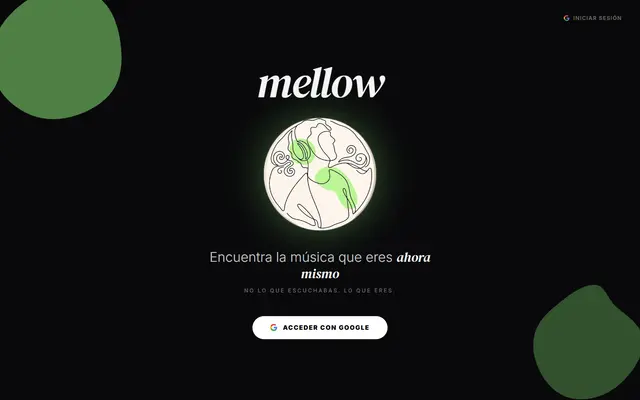 INICIAR SESIÓN
mellow
Encuentra la música que eres ahora
mismo
NO LO QUE ESCUCHABAS. LO QUE ERES.
ACCEDER CON GOOGLE